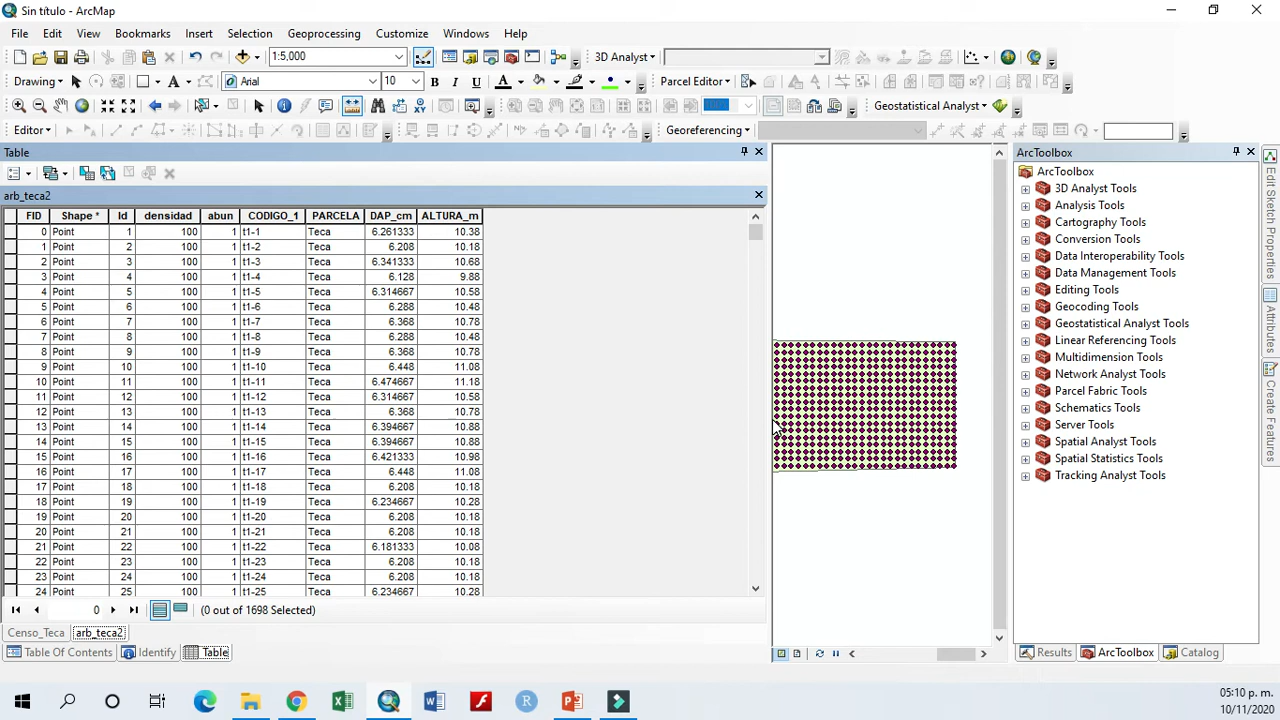 Sin título - ArcMap
File Edit View Bookmarks Insert Selection Geoprocessing Customize Windows Help
1:5,000 3D Analyst
Drawing Arial 10 B I U A Parcel Editor
Geostatistical Analyst
Editor Georeferencing
Table
arb_teca2
FID Shape * Id densidad abun CODIGO_1 PARCELA DAP_cm ALTURA_m
0 Point 1 100 1 t1-1 Teca 6.261333 10.38
1 Point 2 100 1 t1-2 Teca 6.208 10.18
2 Point 3 100 1 t1-3 Teca 6.341333 10.68
3 Point 4 100 1 t1-4 Teca 6.128 9.88
4 Point 5 100 1 t1-5 Teca 6.314667 10.58
5 Point 6 100 1 t1-6 Teca 6.288 10.48
6 Point 7 100 1 t1-7 Teca 6.368 10.78
7 Point 8 100 1 t1-8 Teca 6.288 10.48
8 Point 9 100 1 t1-9 Teca 6.368 10.78
9 Point 10 100 1 t1-10 Teca 6.448 11.08
10 Point 11 100 1 t1-11 Teca 6.474667 11.18
11 Point 12 100 1 t1-12 Teca 6.314667 10.58
12 Point 13 100 1 t1-13 Teca 6.368 10.78
13 Point 14 100 1 t1-14 Teca 6.394667 10.88
14 Point 15 100 1 t1-15 Teca 6.394667 10.88
15 Point 16 100 1 t1-16 Teca 6.421333 10.98
16 Point 17 100 1 t1-17 Teca 6.448 11.08
17 Point 18 100 1 t1-18 Teca 6.208 10.18
18 Point 19 100 1 t1-19 Teca 6.234667 10.28
19 Point 20 100 1 t1-20 Teca 6.208 10.18
20 Point 21 100 1 t1-21 Teca 6.208 10.18
21 Point 22 100 1 t1-22 Teca 6.181333 10.08
22 Point 23 100 1 t1-23 Teca 6.208 10.18
23 Point 24 100 1 t1-24 Teca 6.208 10.18
24 Point 25 100 1 t1-25 Teca 6.234667 10.28
0 (0 out of 1698 Selected)
Censo_Teca arb_teca2
Table Of Contents Identify Table
ArcToolbox
ArcToolbox
3D Analyst Tools
Analysis Tools
Cartography Tools
Conversion Tools
Data Interoperability Tools
Data Management Tools
Editing Tools
Geocoding Tools
Geostatistical Analyst Tools
Linear Referencing Tools
Multidimension Tools
Network Analyst Tools
Parcel Fabric Tools
Schematics Tools
Server Tools
Spatial Analyst Tools
Spatial Statistics Tools
Tracking Analyst Tools
Results ArcToolbox Catalog
Edit Sketch Properties
Attributes
Create Features
05:10 p. m.
10/11/2020